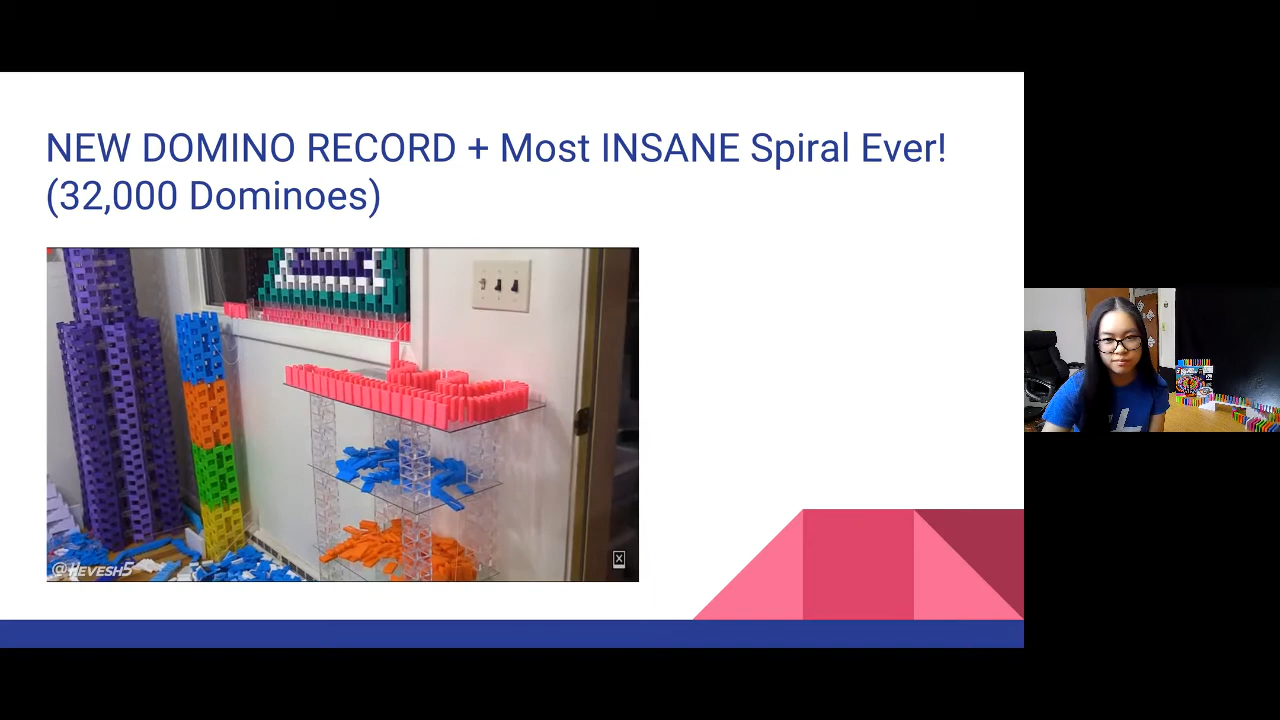 NEW DOMINO RECORD + Most INSANE Spiral Ever!
(32,000 Dominoes)
@HEVESH5